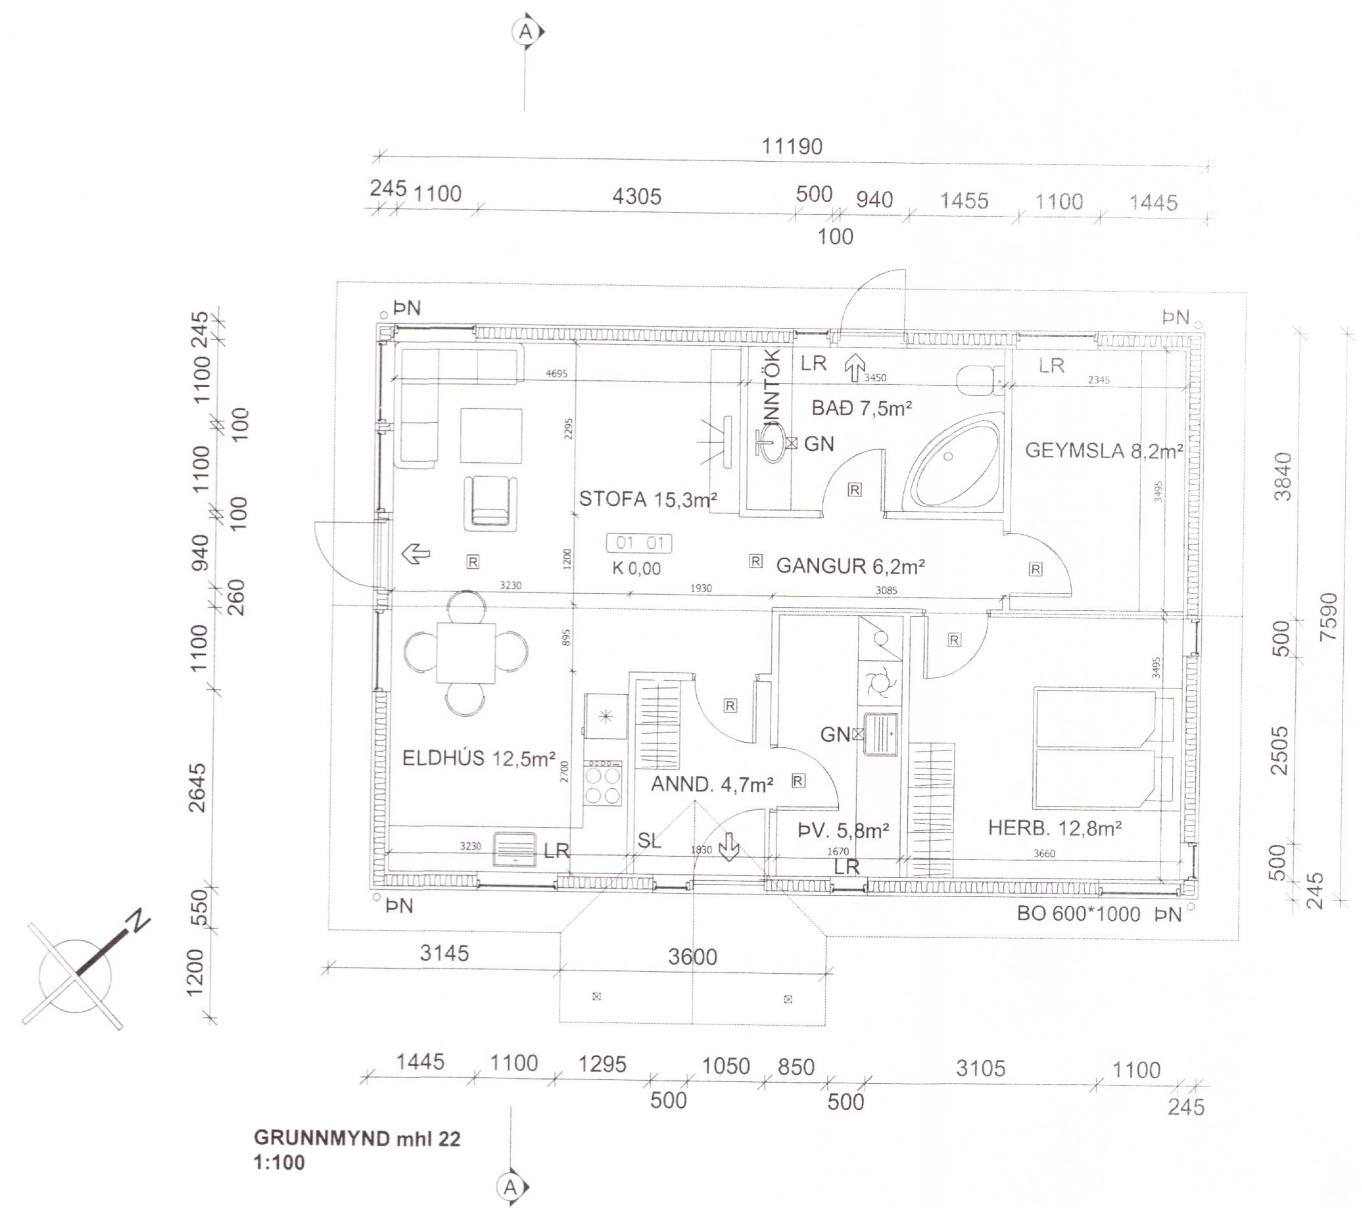 A
11190
245 1100 4305 500 940 1455 1100 1445
100
ÞN
ÞN
245
1100
100
1100
100
940
260
1100
2645
550
1200
LR
LR
INNTÖK
4695
3450
2345
BAÐ 7,5m²
GN
2295
GEYMSLA 8,2m²
3495
STOFA 15,3m²
R
01 01
K 0,00
1200
R
R
GANGUR 6,2m²
R
3230
1930
3085
895
R
3495
R
GN
ELDHÚS 12,5m²
2700
ANND. 4,7m²
R
ÞV. 5,8m²
HERB. 12,8m²
SL
3230
LR
1830
1670
3660
LR
ÞN
BO 600*1000 ÞN
3840
500
2505
500
245
7590
N
3145
3600
1445 1100 1295 1050 850 3105 1100
500
500
245
GRUNNMYND mhl 22
1:100
A